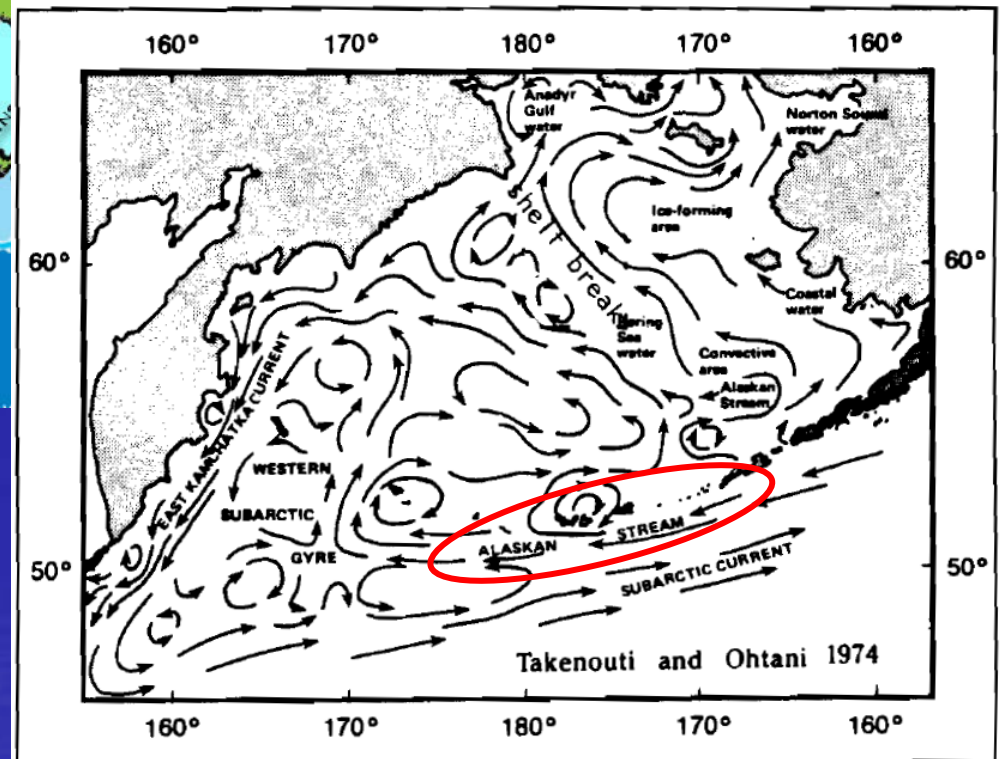 160° 170° 180° 170° 160°
Anadyr
Gulf
water
Norton Sound
water
Ice-forming
area
shelf break
60° 60°
Coastal
water
Bering
Sea
water
Convective
area
Alaskan
Stream
EAST KAMCHATKA CURRENT
WESTERN
SUBARCTIC
GYRE
ALASKAN STREAM
50° 50°
SUBARCTIC CURRENT
Takenouti and Ohtani 1974
160° 170° 180° 170° 160°